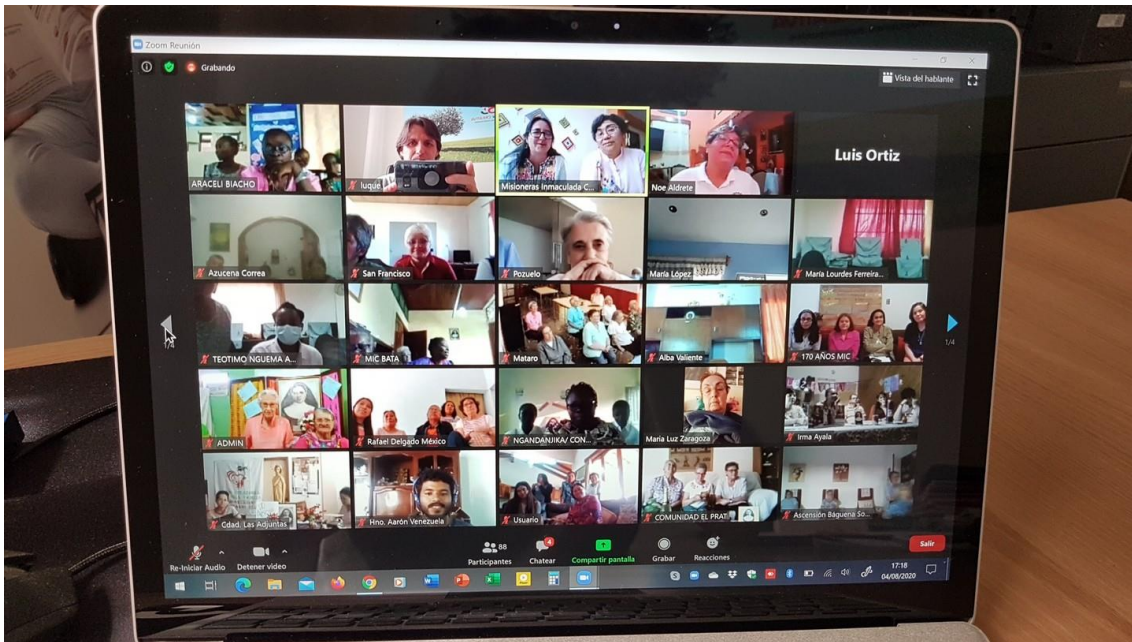 Zoom Reunión
Grabando
Vista del hablante
ARACELI BIACHO
luque
Misioneras Inmaculada C...
Noe Aldrete
Luis Ortiz
Azucena Correa
San Francisco
Pozuelo
María López
María Lourdes Ferreira...
TEOTIMO NGUEMA A...
MIC BATA
Mataro
Alba Valiente
170 AÑOS MIC
1/4
1/4
ADMIN
Rafael Delgado México
NGANDANJIKA/ CON...
Maria Luz Zaragoza
Irma Ayala
Cdad. Las Adjuntas
Hno. Aarón Venezuela
Usuario
COMUNIDAD EL PRAT
Ascensión Báguena So...
Re-Iniciar Audio
Detener video
Participantes
88
Chatear
4
Compartir pantalla
Grabar
Reacciones
Salir
17:18
04/08/2020